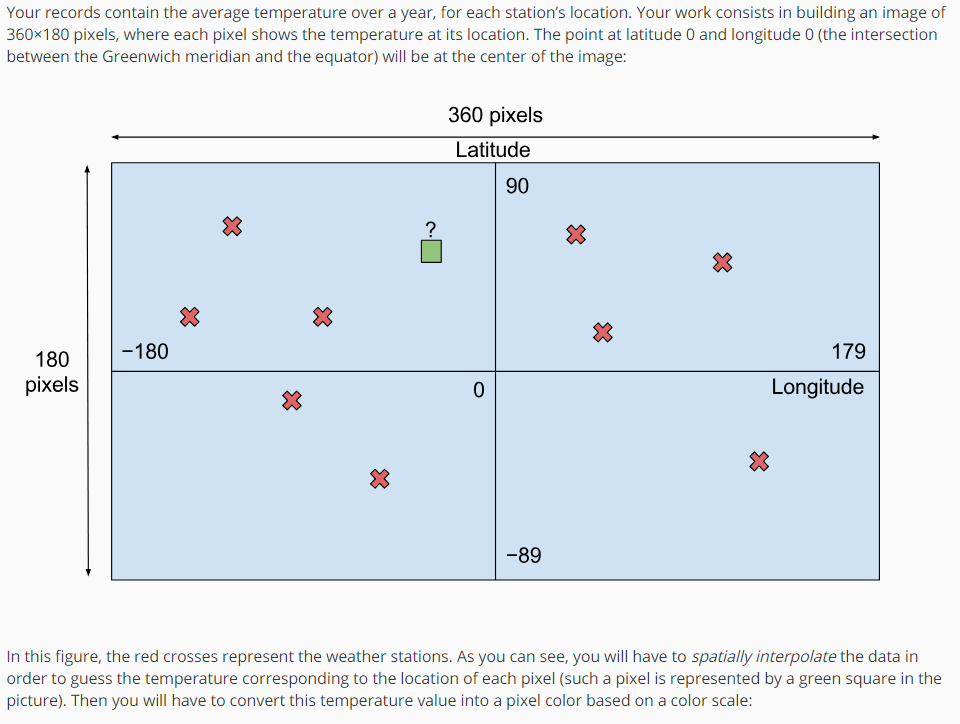 Your records contain the average temperature over a year, for each station’s location. Your work consists in building an image of
360×180 pixels, where each pixel shows the temperature at its location. The point at latitude 0 and longitude 0 (the intersection
between the Greenwich meridian and the equator) will be at the center of the image:
360 pixels
Latitude
90
?
−180
179
180
pixels
0
Longitude
−89
In this figure, the red crosses represent the weather stations. As you can see, you will have to spatially interpolate the data in
order to guess the temperature corresponding to the location of each pixel (such a pixel is represented by a green square in the
picture). Then you will have to convert this temperature value into a pixel color based on a color scale: